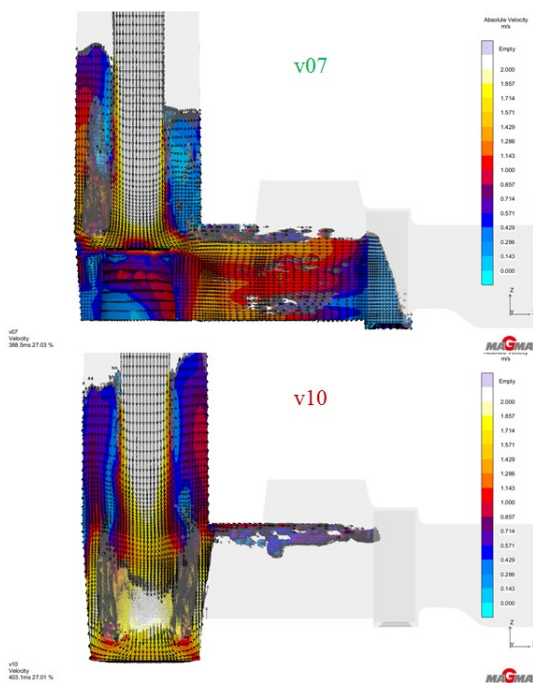 Absolute Velocity
m/s
v07
Empty
2.000
1.857
1.714
1.571
1.429
1.286
1.143
1.000
0.857
0.714
0.571
0.429
0.286
0.143
0.000
Z
Y
X
v07
Velocity
388.5ms 27.03 %
MAGMA
Absolute Velocity
m/s
v10
Empty
2.000
1.857
1.714
1.571
1.429
1.286
1.143
1.000
0.857
0.714
0.571
0.429
0.286
0.143
0.000
Z
Y
X
v10
Velocity
403.1ms 27.01 %
MAGMA